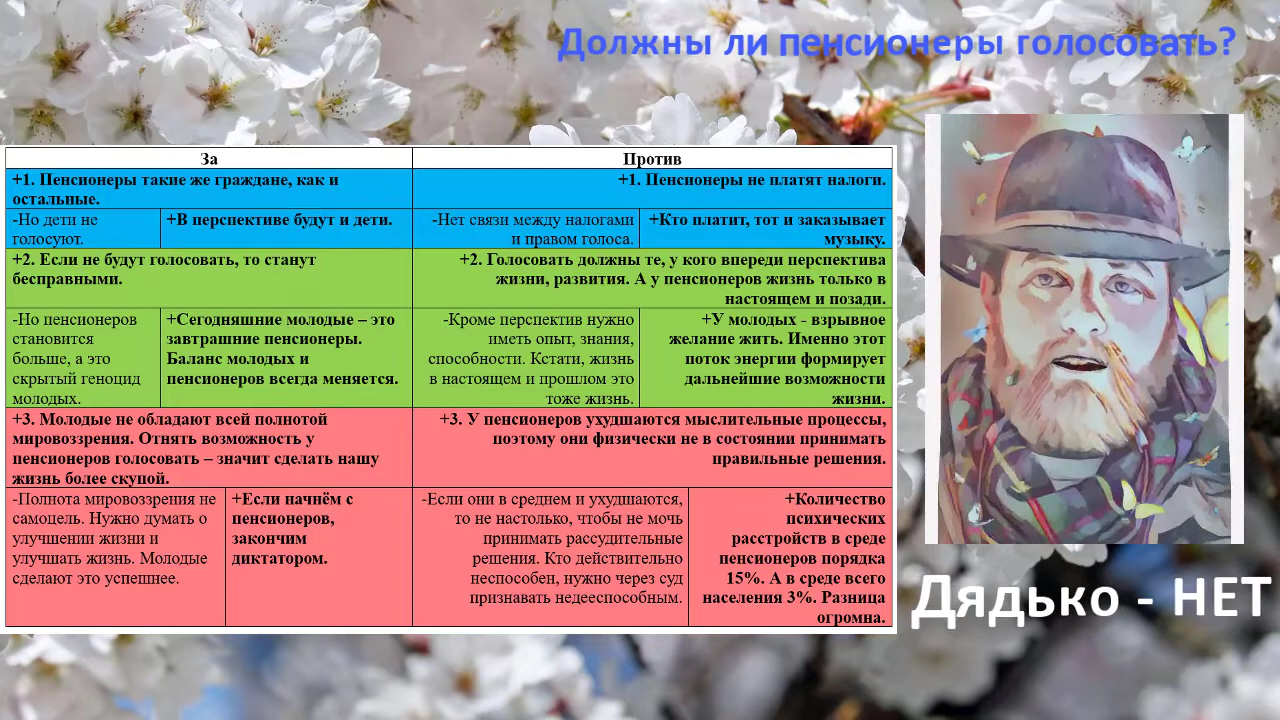 Должны ли пенсионеры голосовать?
За
Против
+1. Пенсионеры такие же граждане, как и
остальные.
+1. Пенсионеры не платят налоги.
-Но дети не
голосуют.
+В перспективе будут и дети.
-Нет связи между налогами
и правом голоса.
+Кто платит, тот и заказывает
музыку.
+2. Если не будут голосовать, то станут
бесправными.
+2. Голосовать должны те, у кого впереди перспектива
жизни, развития. А у пенсионеров жизнь только в
настоящем и позади.
-Но пенсионеров
становится
больше, а это
скрытый геноцид
молодых.
+Сегодняшние молодые – это
завтрашние пенсионеры.
Баланс молодых и
пенсионеров всегда меняется.
-Кроме перспектив нужно
иметь опыт, знания,
способности. Кстати, жизнь
в настоящем и прошлом это
тоже жизнь.
+У молодых - взрывное
желание жить. Именно этот
поток энергии формирует
дальнейшие возможности
жизни.
+3. Молодые не обладают всей полнотой
мировоззрения. Отнять возможность у
пенсионеров голосовать – значит сделать нашу
жизнь более скупой.
+3. У пенсионеров ухудшаются мыслительные процессы,
поэтому они физически не в состоянии принимать
правильные решения.
-Полнота мировоззрения не
самоцель. Нужно думать о
улучшении жизни и
улучшать жизнь. Молодые
сделают это успешнее.
+Если начнём с
пенсионеров,
закончим
диктатором.
-Если они в среднем и ухудшаются,
то не настолько, чтобы не мочь
принимать рассудительные
решения. Кто действительно
неспособен, нужно через суд
признавать недееспособным.
+Количество
психических
расстройств в среде
пенсионеров порядка
15%. А в среде всего
населения 3%. Разница
огромна.
Дядько - НЕТ